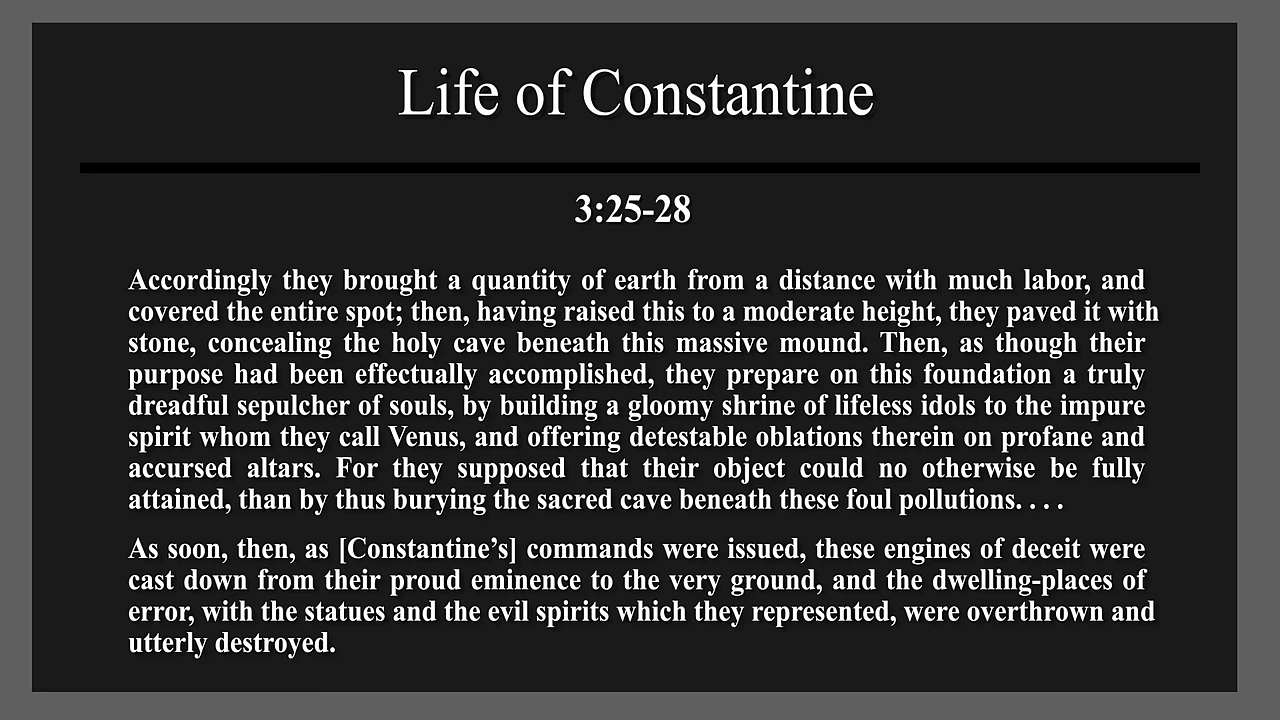 Life of Constantine
3:25-28
Accordingly they brought a quantity of earth from a distance with much labor, and
covered the entire spot; then, having raised this to a moderate height, they paved it with
stone, concealing the holy cave beneath this massive mound. Then, as though their
purpose had been effectually accomplished, they prepare on this foundation a truly
dreadful sepulcher of souls, by building a gloomy shrine of lifeless idols to the impure
spirit whom they call Venus, and offering detestable oblations therein on profane and
accursed altars. For they supposed that their object could no otherwise be fully
attained, than by thus burying the sacred cave beneath these foul pollutions. . . .
As soon, then, as [Constantine’s] commands were issued, these engines of deceit were
cast down from their proud eminence to the very ground, and the dwelling-places of
error, with the statues and the evil spirits which they represented, were overthrown and
utterly destroyed.